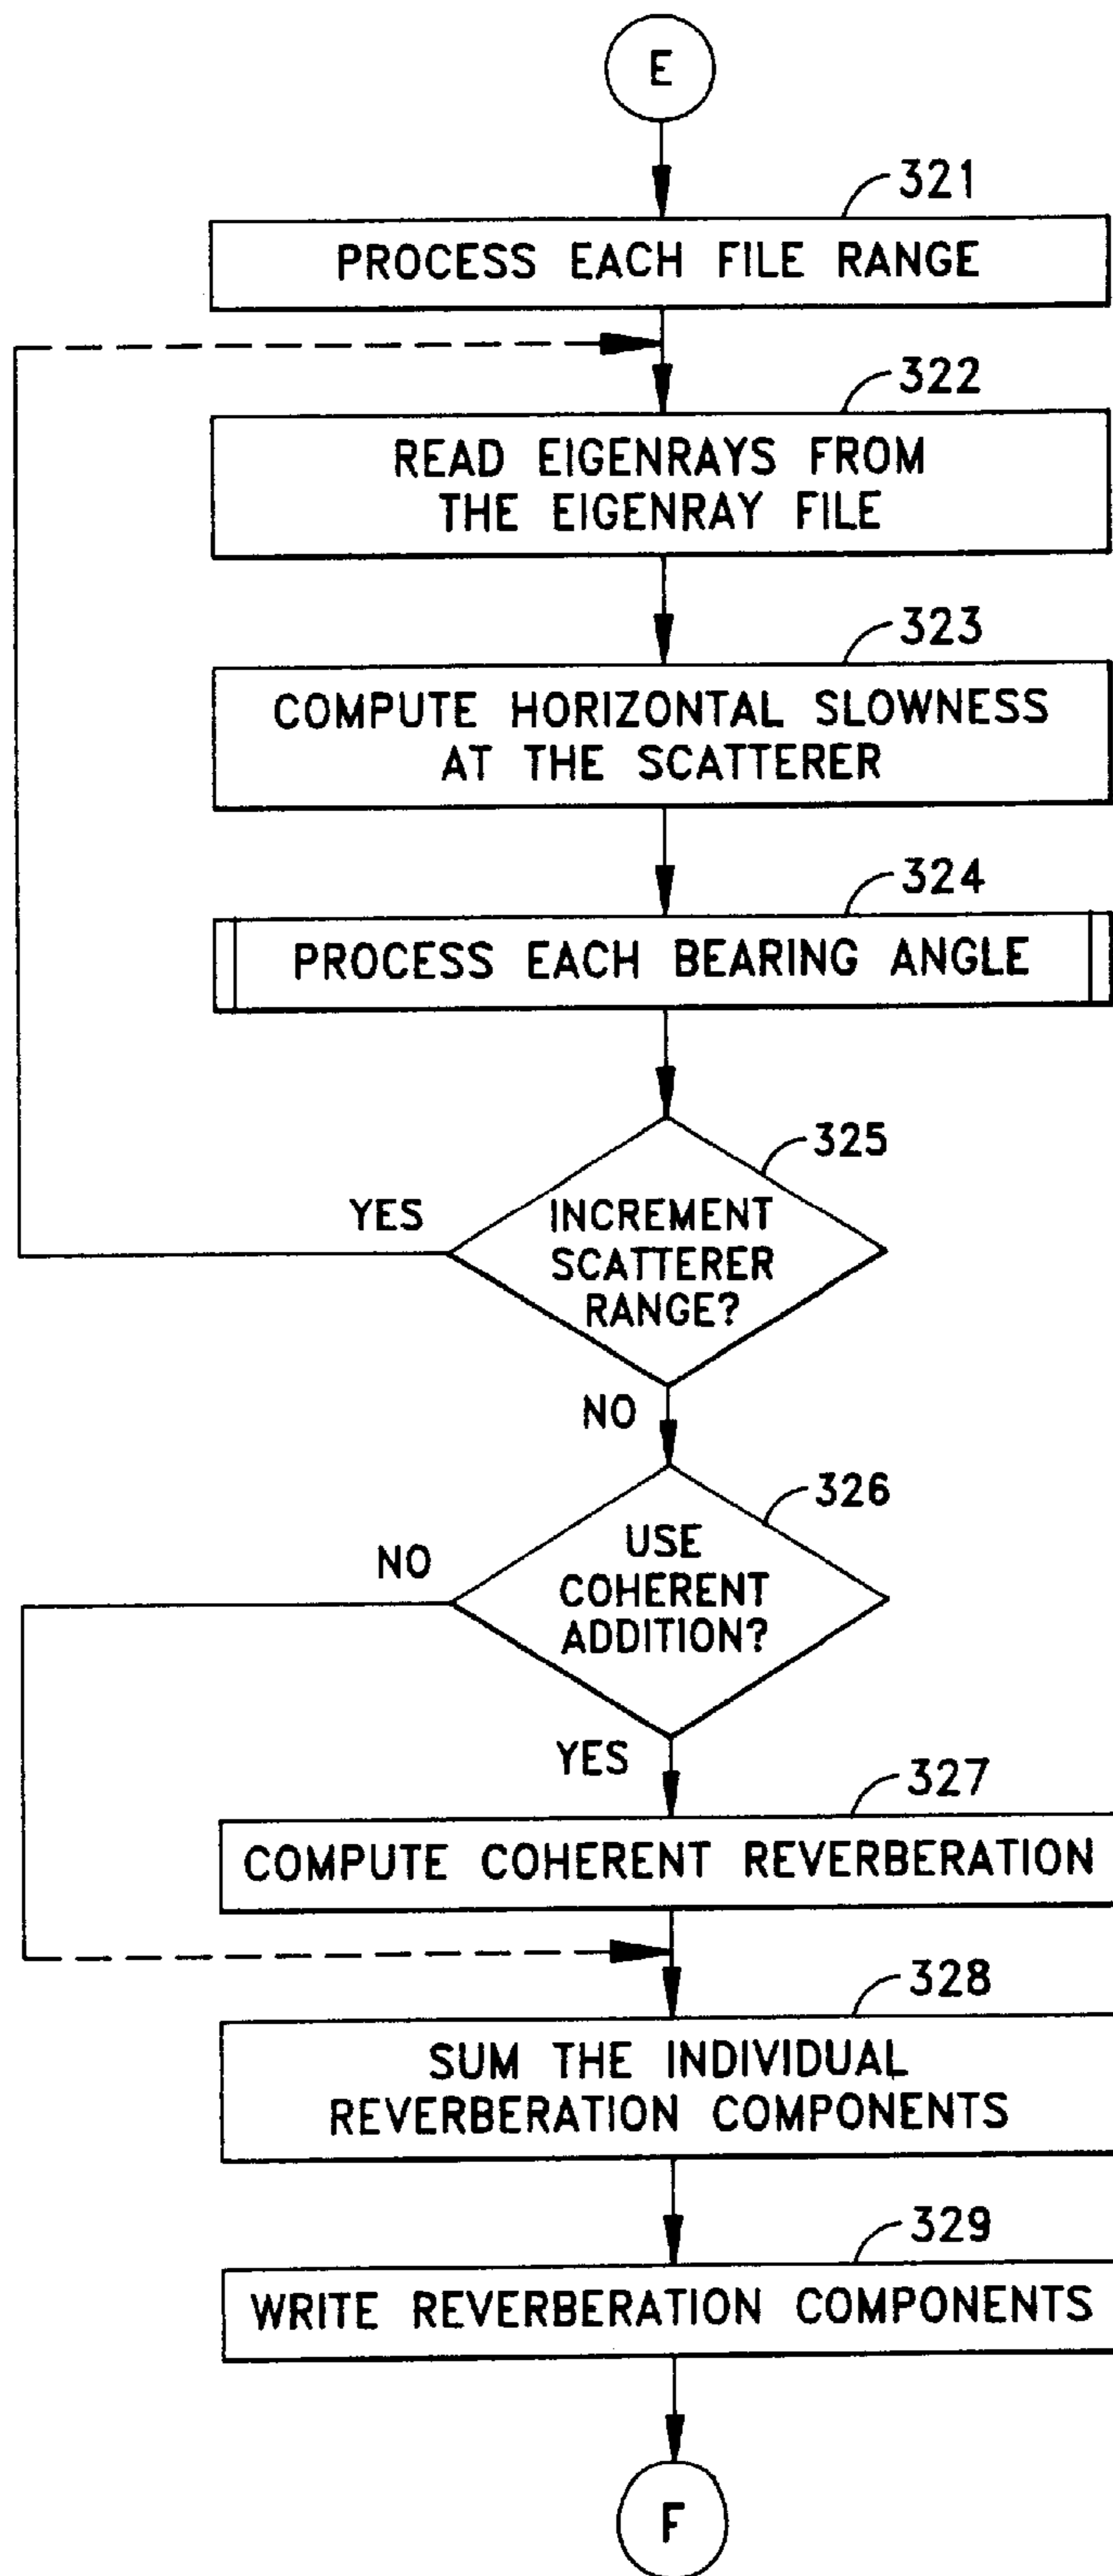 E
321
PROCESS EACH FILE RANGE
322
READ EIGENRAYS FROM
THE EIGENRAY FILE
323
COMPUTE HORIZONTAL SLOWNESS
AT THE SCATTERER
324
PROCESS EACH BEARING ANGLE
325
YES
INCREMENT
SCATTERER
RANGE?
NO
326
NO
USE
COHERENT
ADDITION?
YES
327
COMPUTE COHERENT REVERBERATION
328
SUM THE INDIVIDUAL
REVERBERATION COMPONENTS
329
WRITE REVERBERATION COMPONENTS
F